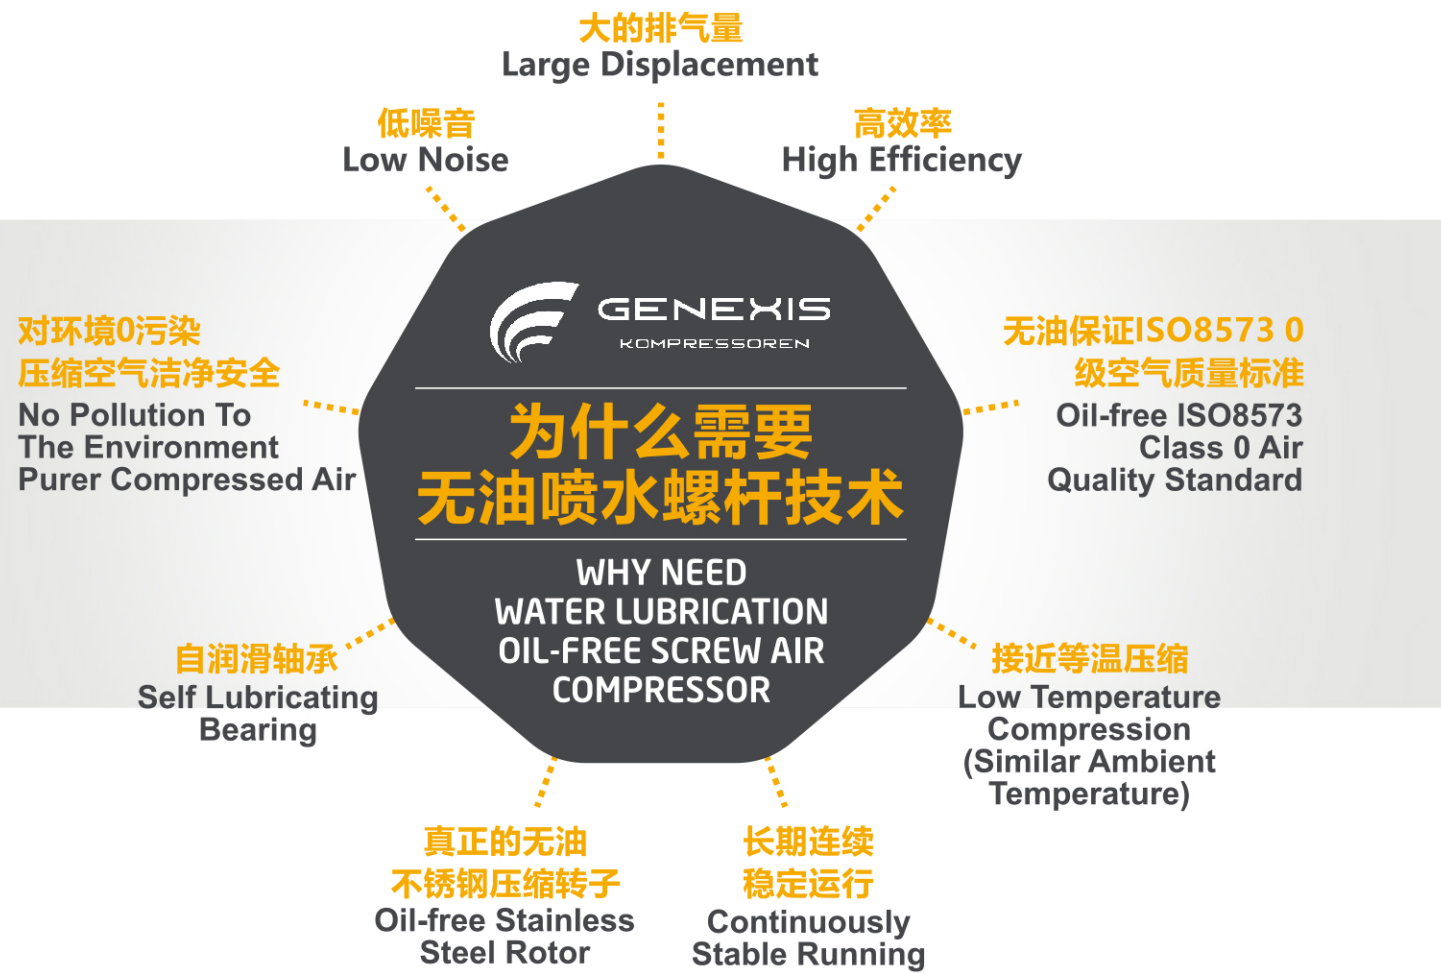 大的排气量
Large Displacement
低噪音
Low Noise
高效率
High Efficiency
GENEXIS
KOMPRESSOREN
为什么需要
无油喷水螺杆技术
WHY NEED
WATER LUBRICATION
OIL-FREE SCREW AIR
COMPRESSOR
对环境0污染
压缩空气洁净安全
No Pollution To
The Environment
Purer Compressed Air
无油保证ISO8573 0
级空气质量标准
Oil-free ISO8573
Class 0 Air
Quality Standard
自润滑轴承
Self Lubricating
Bearing
接近等温压缩
Low Temperature
Compression
(Similar Ambient
Temperature)
真正的无油
不锈钢压缩转子
Oil-free Stainless
Steel Rotor
长期连续
稳定运行
Continuously
Stable Running